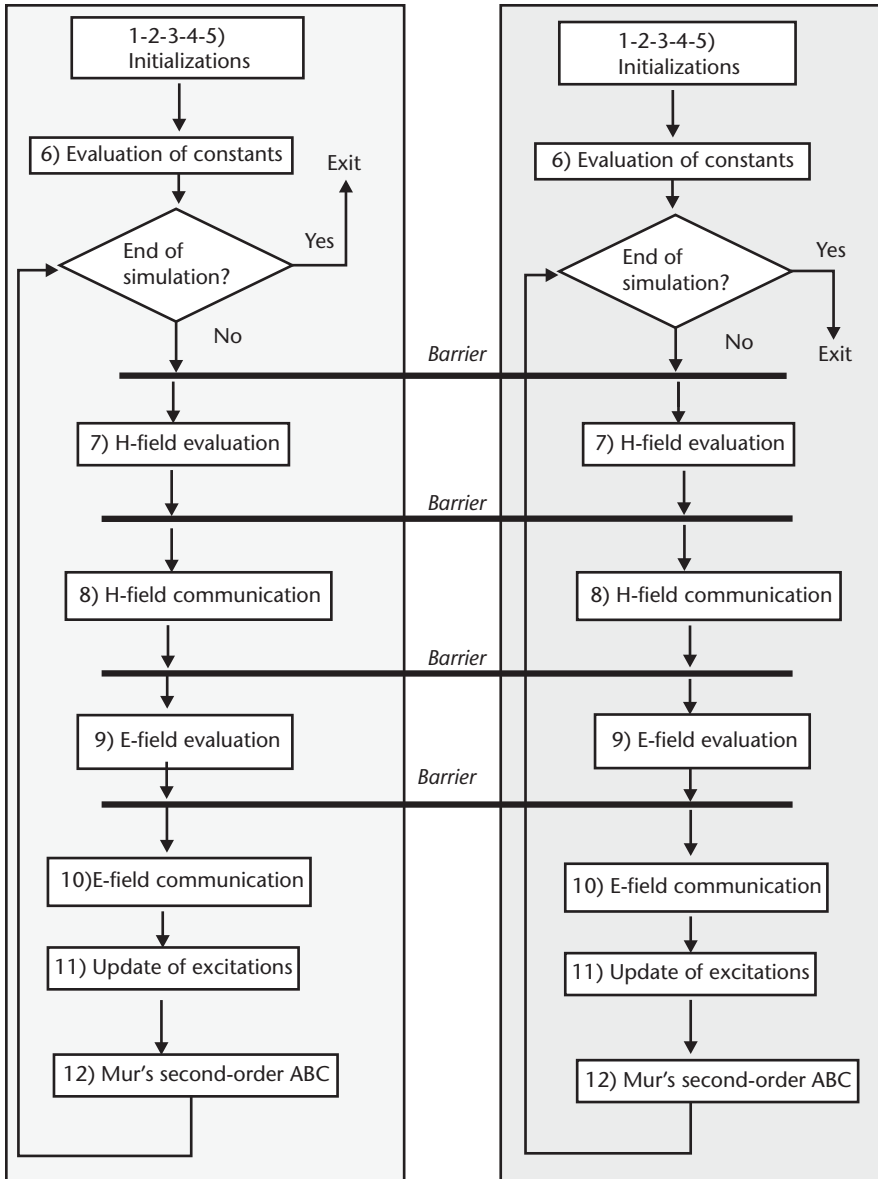 1-2-3-4-5)
Initializations
6) Evaluation of constants
Exit
End of
simulation?
Yes
No
7) H-field evaluation
8) H-field communication
9) E-field evaluation
10)E-field communication
11) Update of excitations
12) Mur's second-order ABC
Barrier
Barrier
Barrier
Barrier
1-2-3-4-5)
Initializations
6) Evaluation of constants
End of
simulation?
Yes
Exit
No
7) H-field evaluation
8) H-field communication
9) E-field evaluation
10) E-field communication
11) Update of excitations
12) Mur's second-order ABC